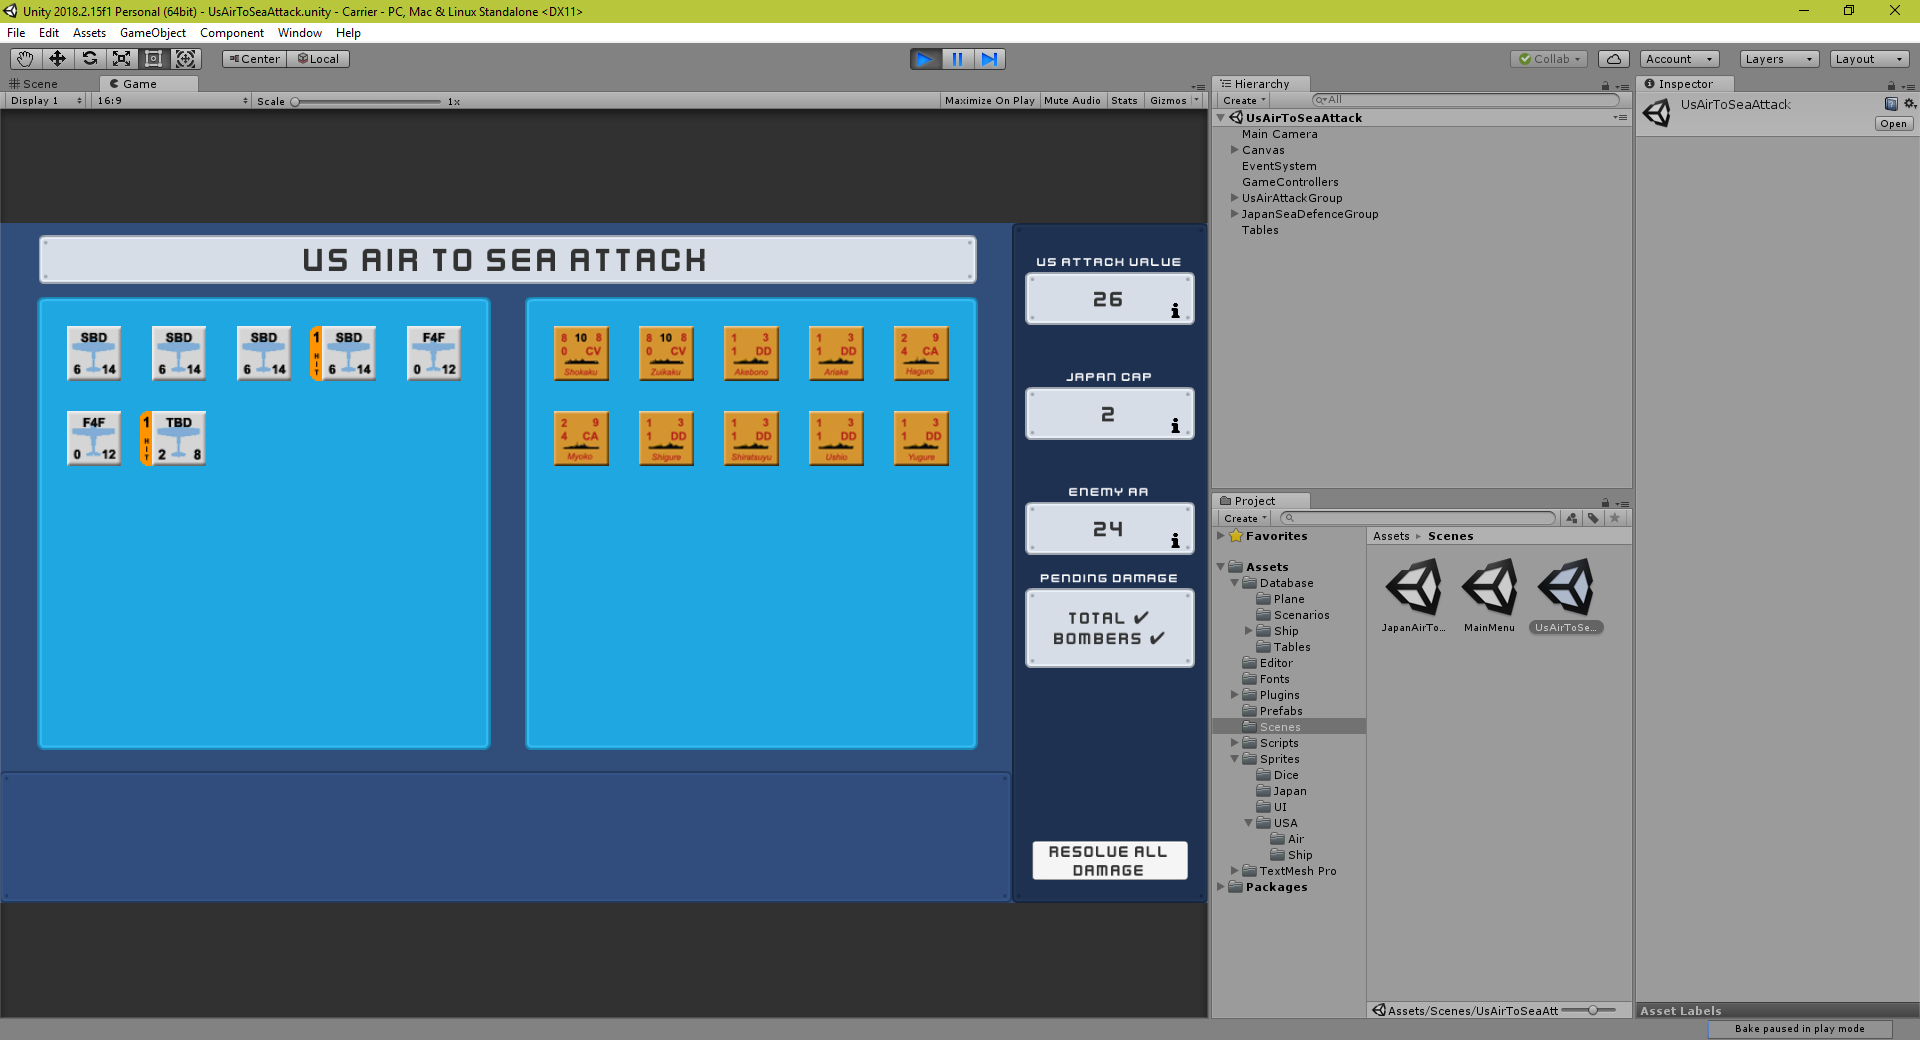 Unity 2018.2.15f1 Personal (64bit) - UsAirToSeaAttack.unity - Carrier - PC, Mac & Linux Standalone <DX11>
File Edit Assets GameObject Component Window Help
Center Local Collab Account Layers Layout
Scene Game
Display 1 16:9 Scale 1x Maximize On Play Mute Audio Stats Gizmos
US AIR TO SEA ATTACK
SBD
6 14
SBD
6 14
SBD
6 14
1
HIT
SBD
6 14
F4F
0 12
F4F
0 12
1
HIT
TBD
2 8
8 10 8
0 CV
Shokaku
8 10 8
0 CV
Zuikaku
1 3
1 DD
Akebono
1 3
1 DD
Ariake
2 9
4 CA
Haguro
2 9
4 CA
Myoko
1 3
1 DD
Shigure
1 3
1 DD
Shiratsuyu
1 3
1 DD
Ushio
1 3
1 DD
Yugure
US ATTACK VALUE
26
i
JAPAN CAP
2
i
ENEMY AA
24
i
PENDING DAMAGE
TOTAL ✔
BOMBERS ✔
RESOLVE ALL
DAMAGE
Hierarchy
Create All
UsAirToSeaAttack
Main Camera
Canvas
EventSystem
GameControllers
UsAirAttackGroup
JapanSeaDefenceGroup
Tables
Project
Create
Favorites
Assets
Database
Plane
Scenarios
Ship
Tables
Editor
Fonts
Plugins
Prefabs
Scenes
Scripts
Sprites
Dice
Japan
UI
USA
Air
Ship
TextMesh Pro
Packages
Assets ▸ Scenes
JapanAirTo...
MainMenu
UsAirToSe...
Assets/Scenes/UsAirToSeaAtt
Inspector
UsAirToSeaAttack
Open
Asset Labels
Bake paused in play mode